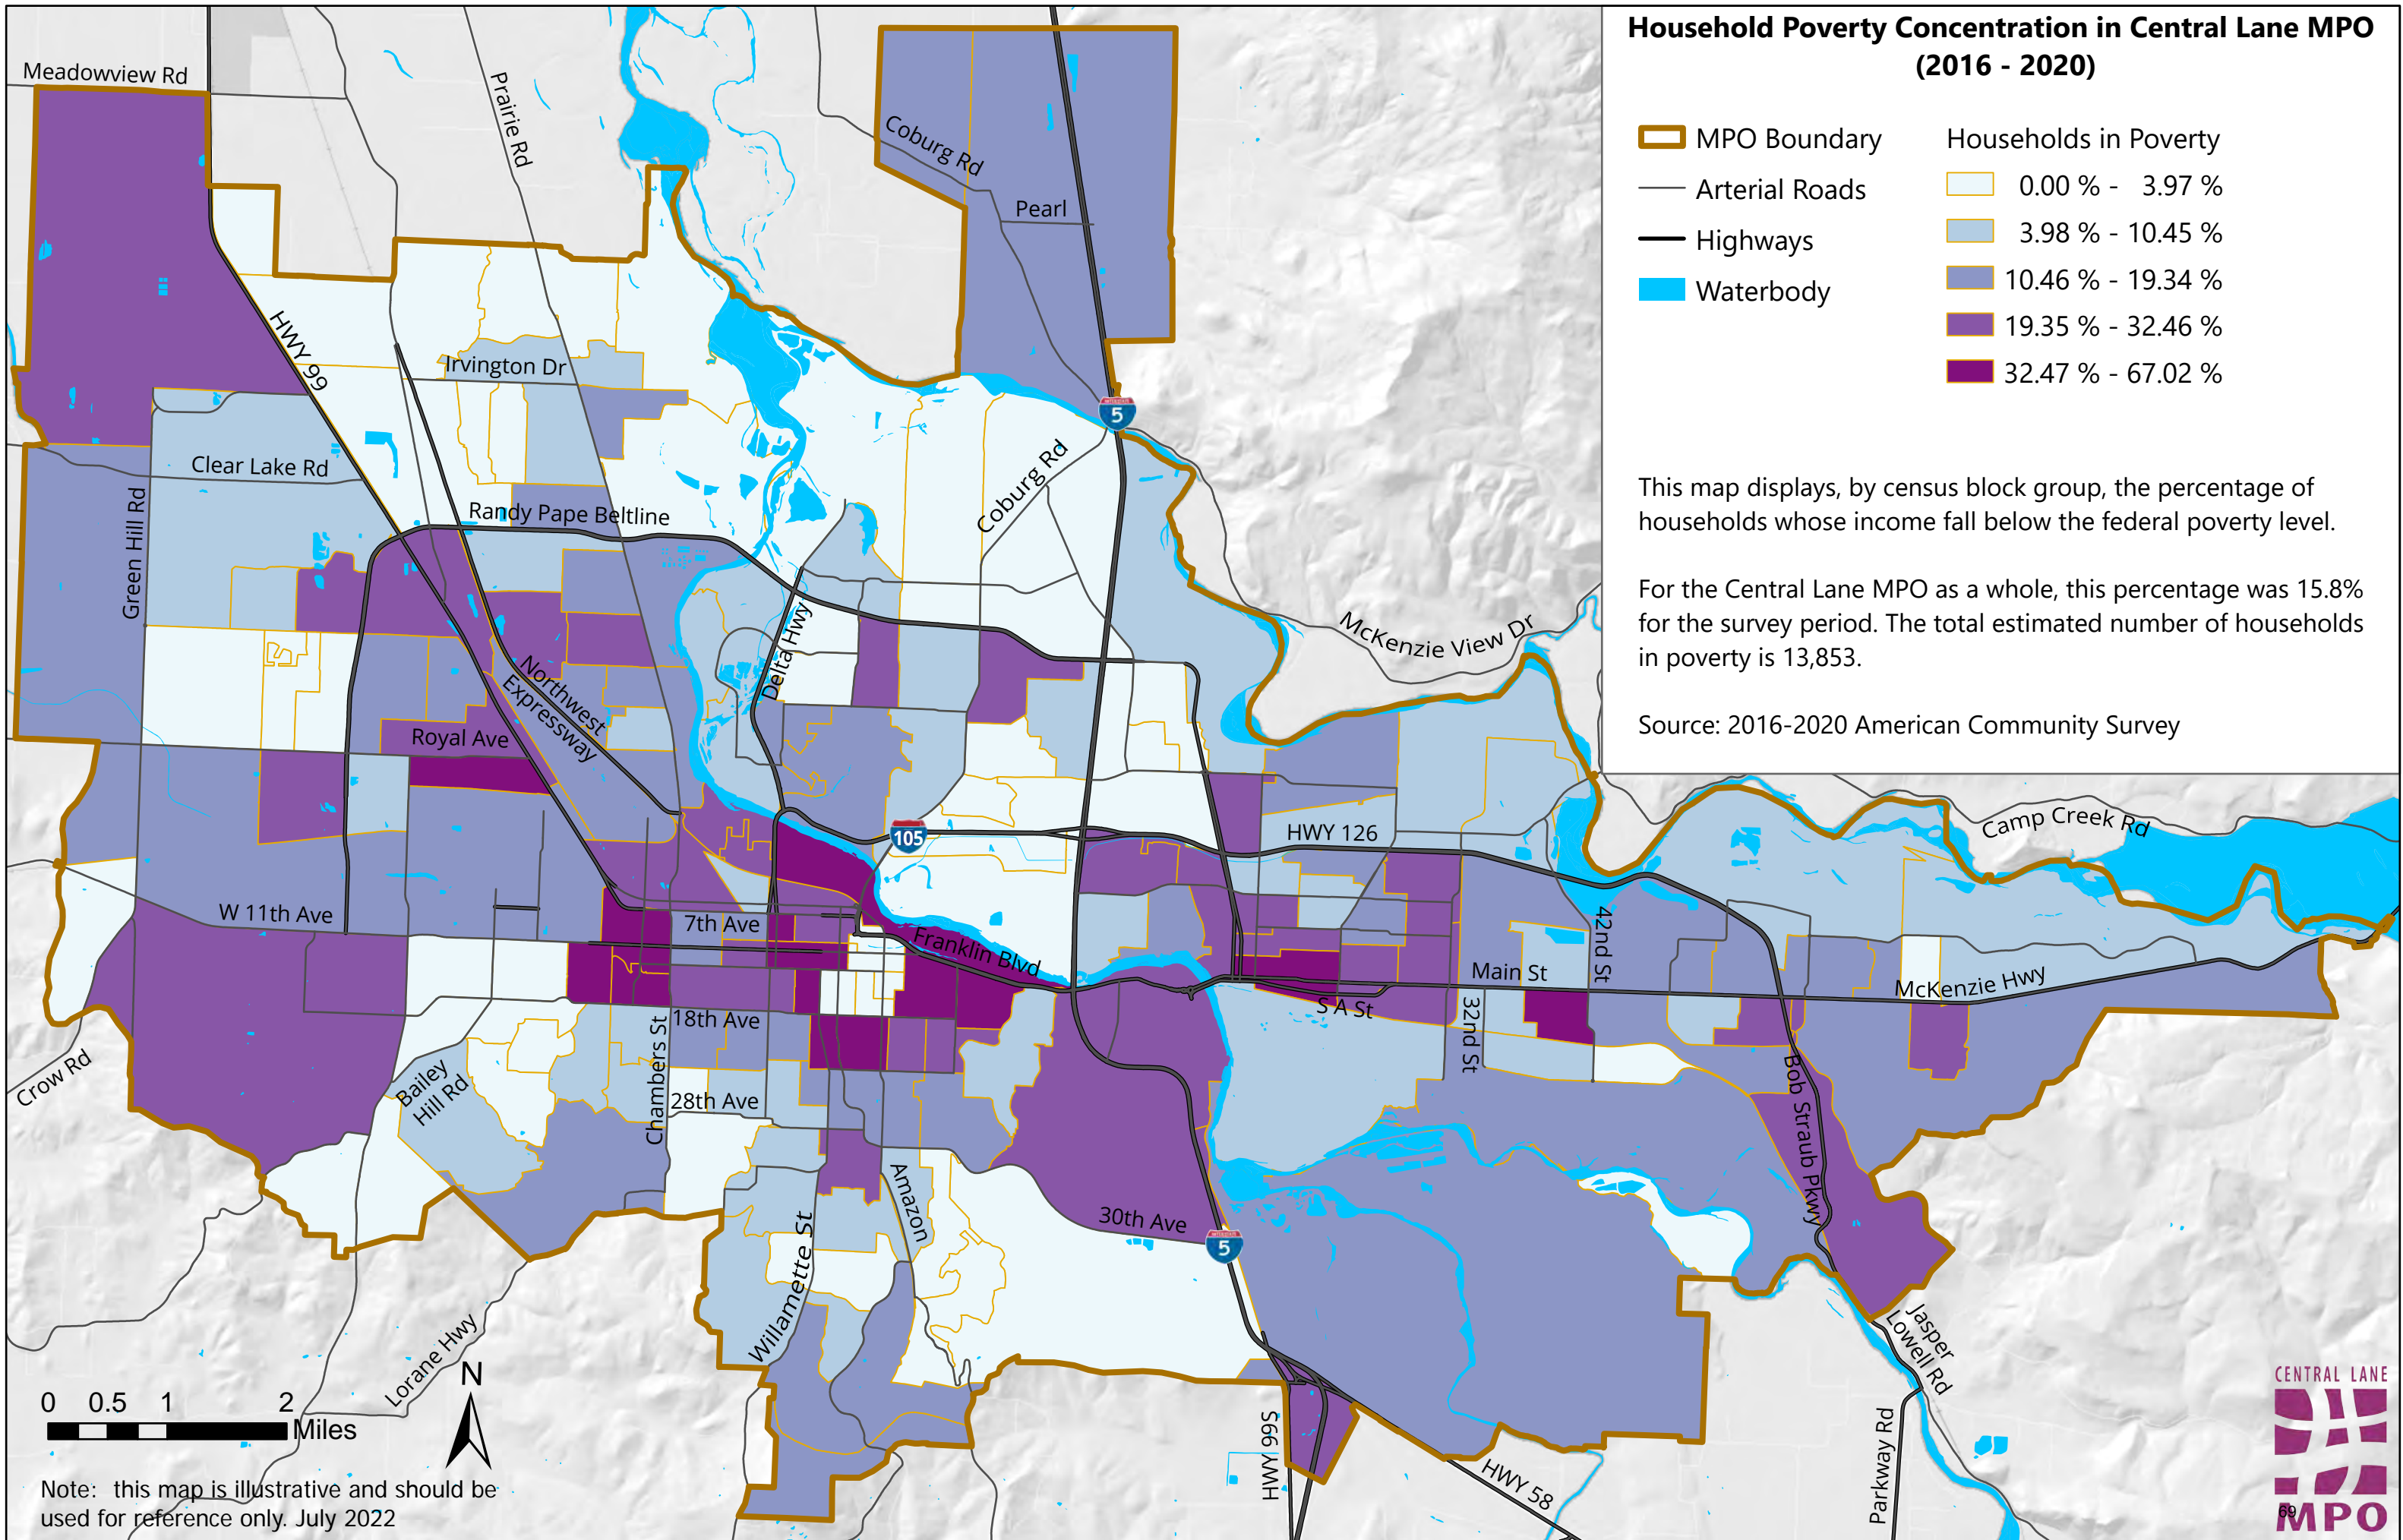 Household Poverty Concentration in Central Lane MPO
(2016 - 2020)
MPO Boundary
Arterial Roads
Highways
Waterbody
Households in Poverty
0.00 % - 3.97 %
3.98 % - 10.45 %
10.46 % - 19.34 %
19.35 % - 32.46 %
32.47 % - 67.02 %
This map displays, by census block group, the percentage of
households whose income fall below the federal poverty level.
For the Central Lane MPO as a whole, this percentage was 15.8%
for the survey period. The total estimated number of households
in poverty is 13,853.
Source: 2016-2020 American Community Survey
Meadowview Rd
Prairie Rd
Coburg Rd
Pearl
HWY 99
Irvington Dr
INTERSTATE
5
Clear Lake Rd
Coburg Rd
Green Hill Rd
Randy Pape Beltline
Delta Hwy
McKenzie View Dr
Northwest
Expressway
Royal Ave
105
HWY 126
Camp Creek Rd
W 11th Ave
7th Ave
Franklin Blvd
42nd St
Main St
McKenzie Hwy
S A St
32nd St
18th Ave
Chambers St
Crow Rd
Bailey
Hill Rd
28th Ave
Bob Straub Pkwy
Amazon
30th Ave
INTERSTATE
5
Willamette St
Lorane Hwy
Jasper
Lowell Rd
HWY 99S
HWY 58
Parkway Rd
N
0 0.5 1 2
Miles
Note: this map is illustrative and should be
used for reference only. July 2022
CENTRAL LANE
MPO
69